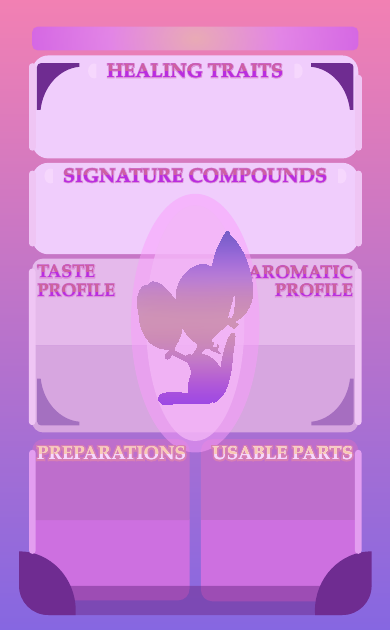 HEALING TRAITS
SIGNATURE COMPOUNDS
TASTE
PROFILE
AROMATIC
PROFILE
PREPARATIONS
USABLE PARTS